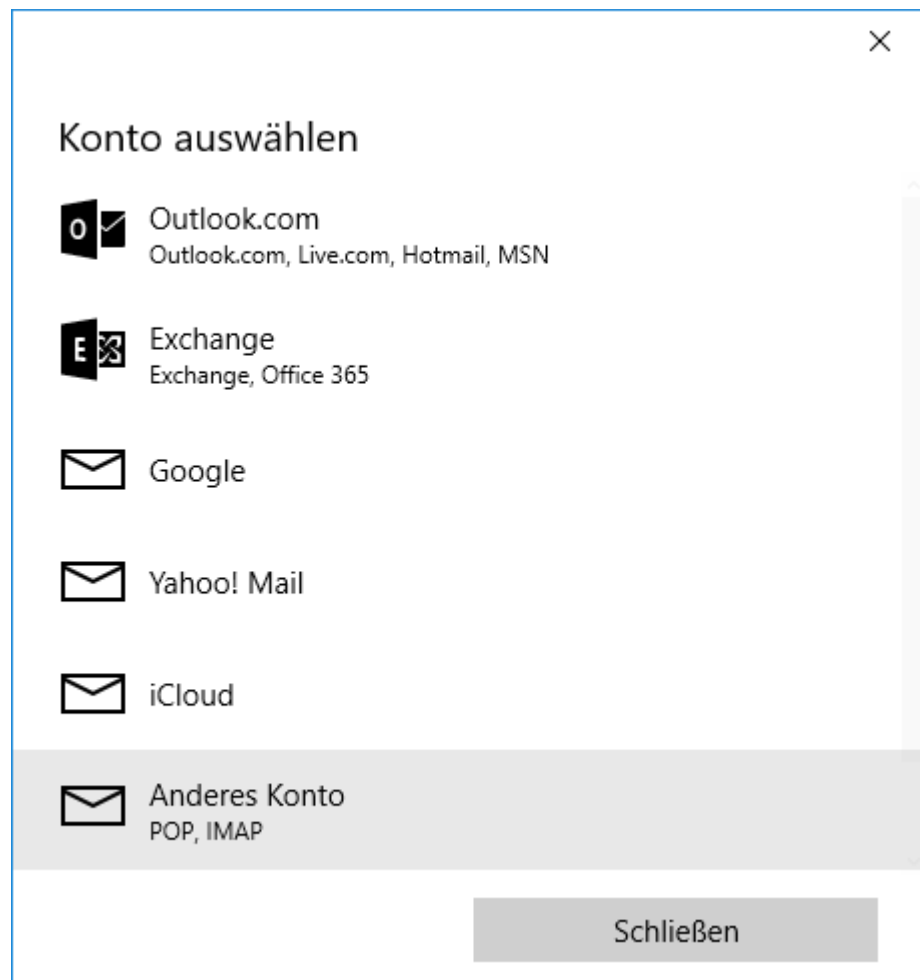 Konto auswählen
O
Outlook.com
Outlook.com, Live.com, Hotmail, MSN
E
Exchange
Exchange, Office 365
Google
Yahoo! Mail
iCloud
Anderes Konto
POP, IMAP
Schließen